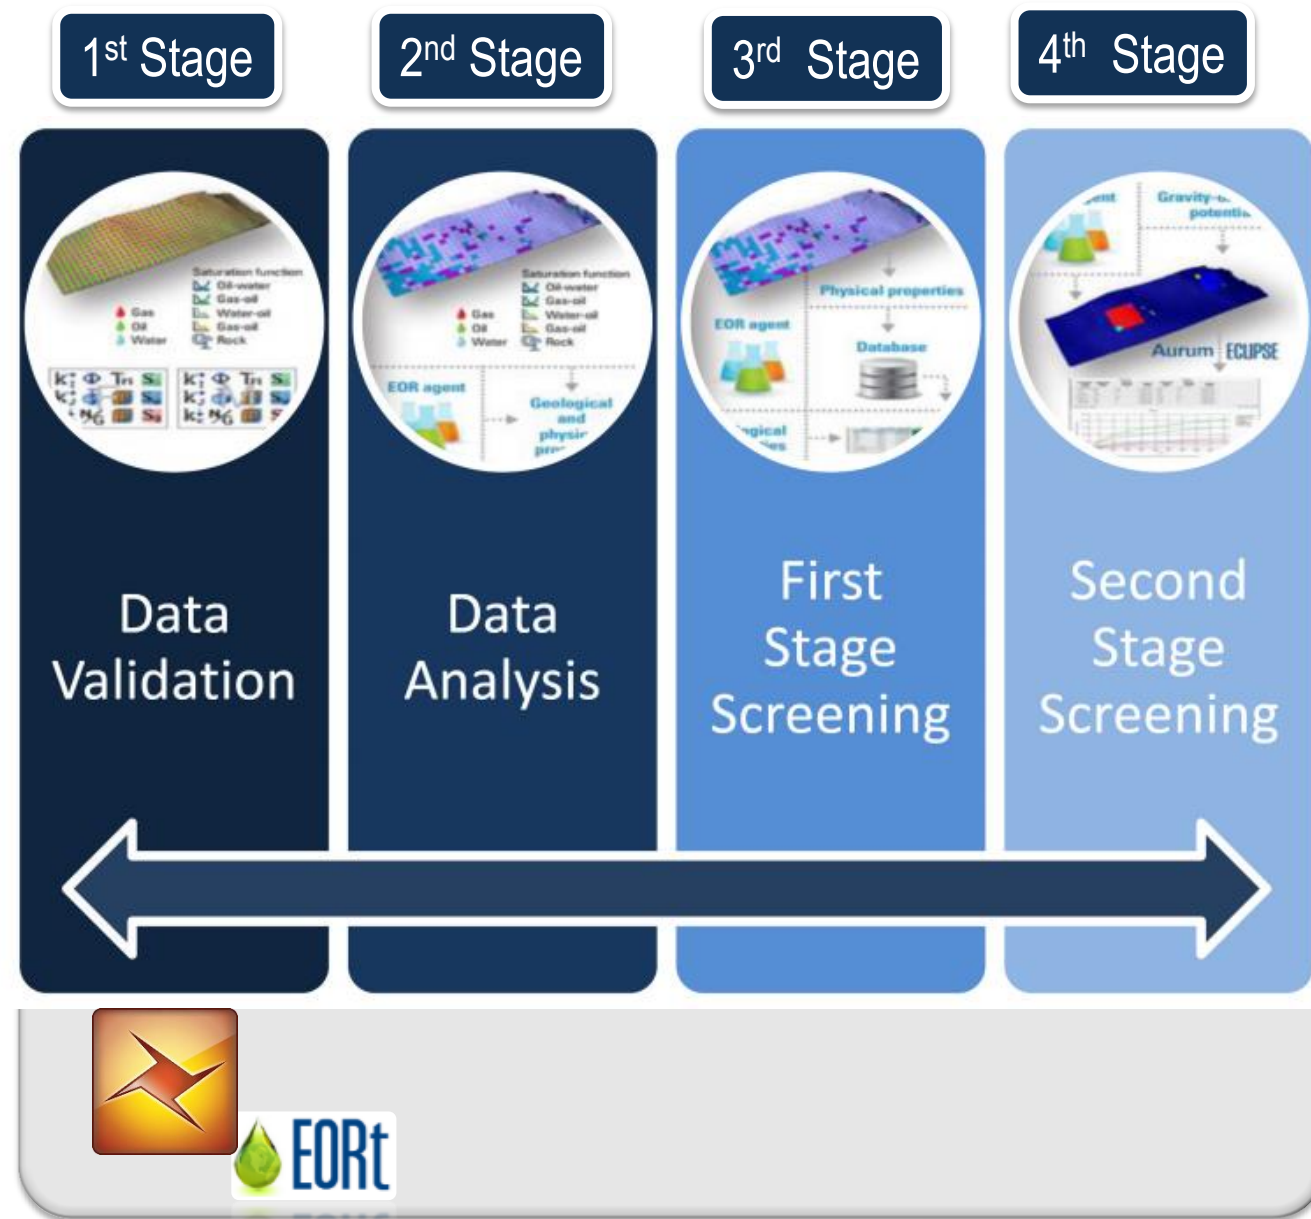 1st Stage
2nd Stage
3rd Stage
4th Stage
Saturation function
Oil-water
Gas-oil
Water-oil
Gas-oil
Rock
Gas
Oil
Water
Data
Validation
Saturation function
Oil-water
Gas-oil
Water-oil
Gas-oil
Rock
Gas
Oil
Water
EOR agent
Geological
and
Data
Analysis
Physical properties
EOR agent
Database
First
Stage
Screening
Aurum ECLIPSE
Second
Stage
Screening
EORt